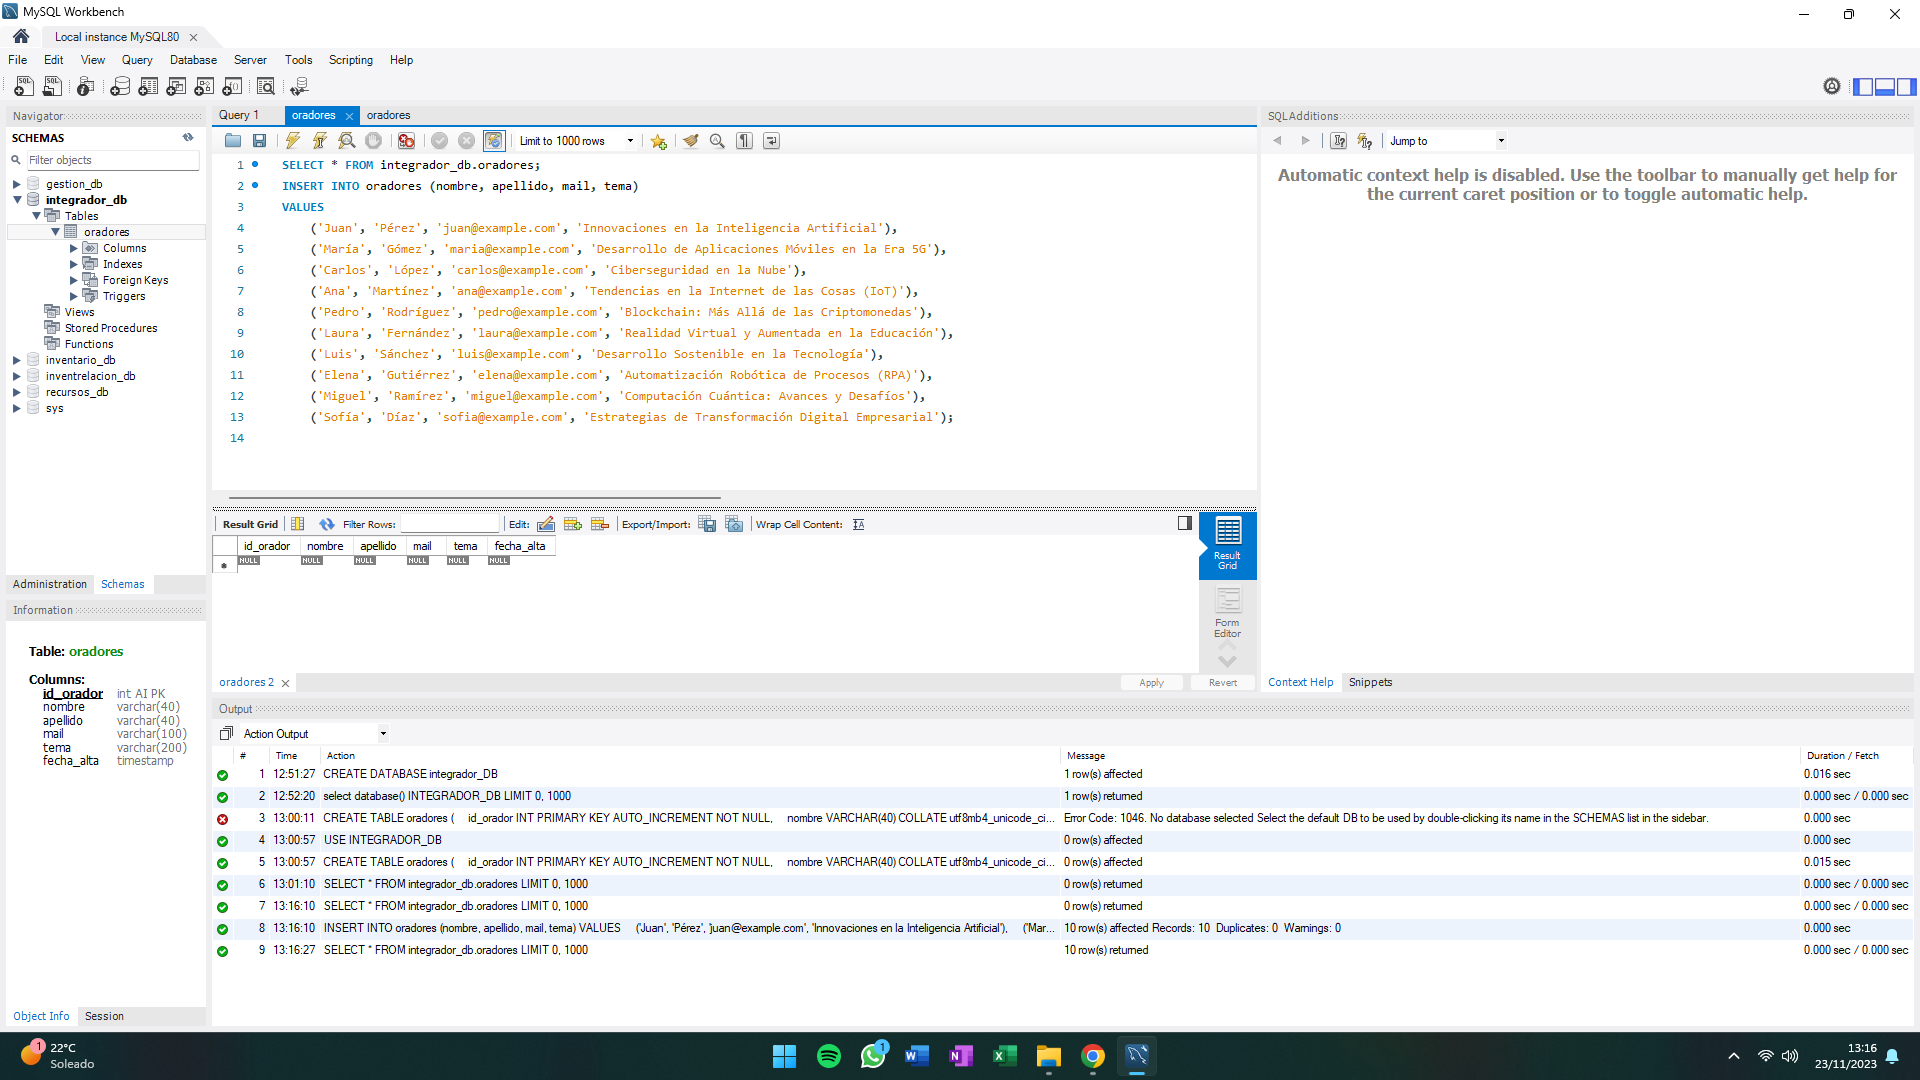 MySQL Workbench
Local instance MySQL80
File Edit View Query Database Server Tools Scripting Help
Navigator
SCHEMAS
Filter objects
gestion_db
integrador_db
Tables
oradores
Columns
Indexes
Foreign Keys
Triggers
Views
Stored Procedures
Functions
inventario_db
inventrelacion_db
recursos_db
sys
Administration Schemas
Information
Table: oradores
Columns:
id_orador int AI PK
nombre varchar(40)
apellido varchar(40)
mail varchar(100)
tema varchar(200)
fecha_alta timestamp
Object Info Session
Query 1 oradores oradores
Limit to 1000 rows
1 SELECT * FROM integrador_db.oradores;
2 INSERT INTO oradores (nombre, apellido, mail, tema)
3 VALUES
4 ('Juan', 'Pérez', 'juan@example.com', 'Innovaciones en la Inteligencia Artificial'),
5 ('María', 'Gómez', 'maria@example.com', 'Desarrollo de Aplicaciones Móviles en la Era 5G'),
6 ('Carlos', 'López', 'carlos@example.com', 'Ciberseguridad en la Nube'),
7 ('Ana', 'Martínez', 'ana@example.com', 'Tendencias en la Internet de las Cosas (IoT)'),
8 ('Pedro', 'Rodríguez', 'pedro@example.com', 'Blockchain: Más Allá de las Criptomonedas'),
9 ('Laura', 'Fernández', 'laura@example.com', 'Realidad Virtual y Aumentada en la Educación'),
10 ('Luis', 'Sánchez', 'luis@example.com', 'Desarrollo Sostenible en la Tecnología'),
11 ('Elena', 'Gutiérrez', 'elena@example.com', 'Automatización Robótica de Procesos (RPA)'),
12 ('Miguel', 'Ramírez', 'miguel@example.com', 'Computación Cuántica: Avances y Desafíos'),
13 ('Sofía', 'Díaz', 'sofia@example.com', 'Estrategias de Transformación Digital Empresarial');
14
Result Grid Filter Rows: Edit: Export/Import: Wrap Cell Content:
id_orador nombre apellido mail tema fecha_alta
NULL NULL NULL NULL NULL NULL
Result Grid
Form Editor
oradores 2
Apply Revert
SQLAdditions
Jump to
Automatic context help is disabled. Use the toolbar to manually get help for
the current caret position or to toggle automatic help.
Context Help Snippets
Output
Action Output
# Time Action Message Duration / Fetch
1 12:51:27 CREATE DATABASE integrador_DB 1 row(s) affected 0.016 sec
2 12:52:20 select database() INTEGRADOR_DB LIMIT 0, 1000 1 row(s) returned 0.000 sec / 0.000 sec
3 13:00:11 CREATE TABLE oradores ( id_orador INT PRIMARY KEY AUTO_INCREMENT NOT NULL, nombre VARCHAR(40) COLLATE utf8mb4_unicode_ci... Error Code: 1046. No database selected Select the default DB to be used by double-clicking its name in the SCHEMAS list in the sidebar. 0.000 sec
4 13:00:57 USE INTEGRADOR_DB 0 row(s) affected 0.000 sec
5 13:00:57 CREATE TABLE oradores ( id_orador INT PRIMARY KEY AUTO_INCREMENT NOT NULL, nombre VARCHAR(40) COLLATE utf8mb4_unicode_ci... 0 row(s) affected 0.015 sec
6 13:01:10 SELECT * FROM integrador_db.oradores LIMIT 0, 1000 0 row(s) returned 0.000 sec / 0.000 sec
7 13:16:10 SELECT * FROM integrador_db.oradores LIMIT 0, 1000 0 row(s) returned 0.000 sec / 0.000 sec
8 13:16:10 INSERT INTO oradores (nombre, apellido, mail, tema) VALUES ('Juan', 'Pérez', 'juan@example.com', 'Innovaciones en la Inteligencia Artificial'), ('Mar... 10 row(s) affected Records: 10 Duplicates: 0 Warnings: 0 0.000 sec
9 13:16:27 SELECT * FROM integrador_db.oradores LIMIT 0, 1000 10 row(s) returned 0.000 sec / 0.000 sec
1 22°C
Soleado
1
13:16
23/11/2023